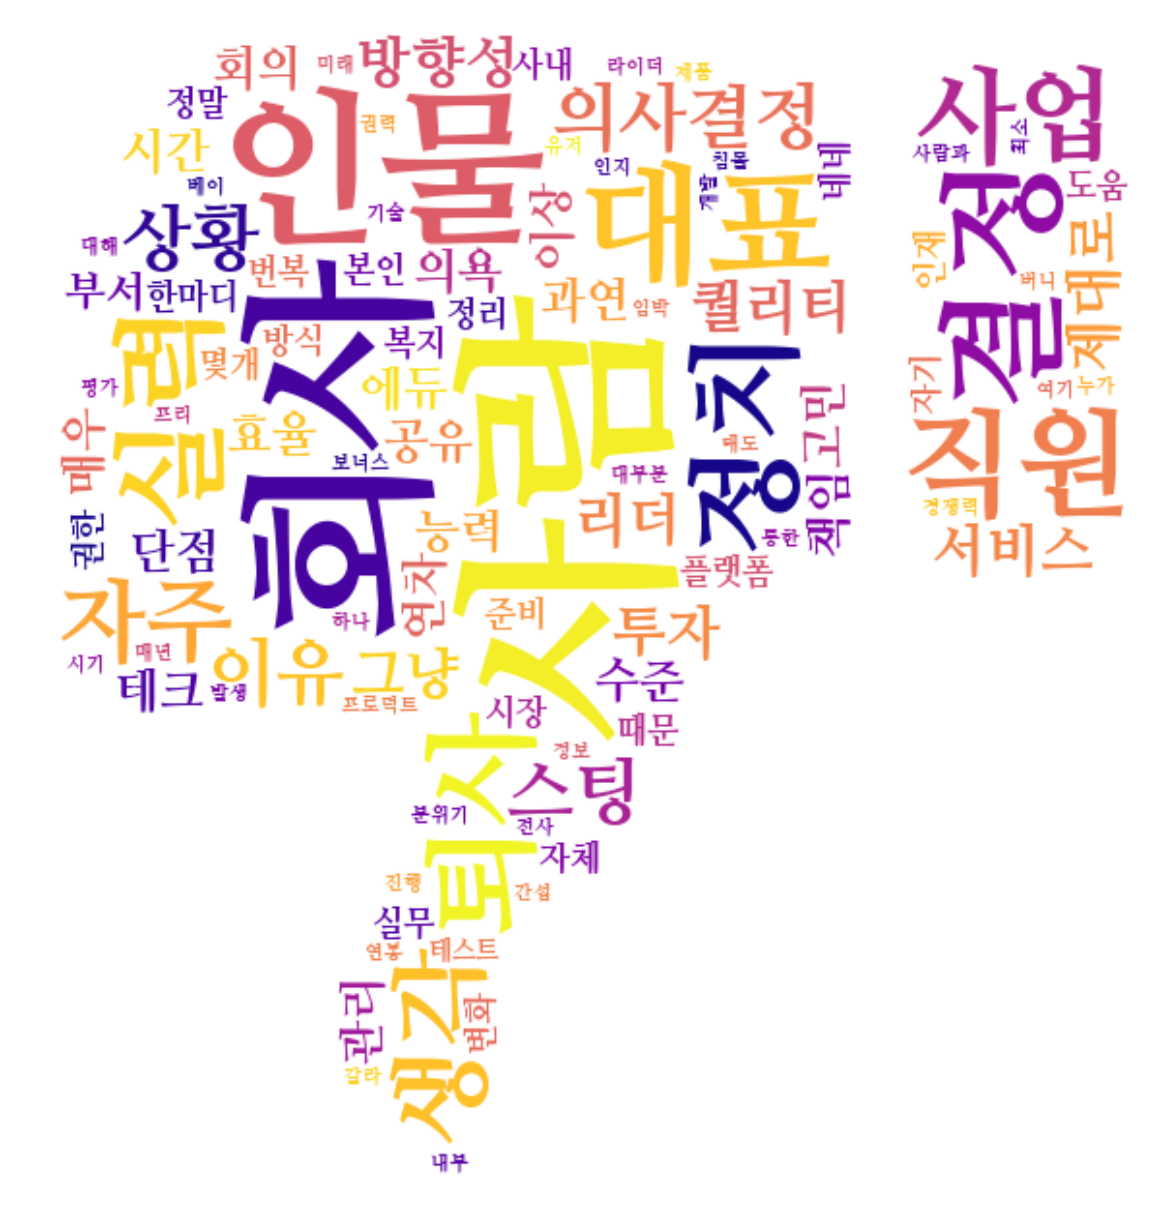 회의
미래
방향성
사내
라이더
제품
정말
인물
권력
의사결정
유저
사업
사람과
최소
시간
베이
기술
이상
인지
대표
침몰
개발
네네
결정
도움
대해
상황
번복
본인
의욕
인재
제대로
버니
부서
한마디
회사
정리
과연
임박
퀄리티
실력
방식
복지
사람
정치
몇개
에듀
평가
프리
효율
공유
보너스
태도
대부분
고민
자기
여기
누가
매우
직원
권한
단점
능력
리더
통한
책임
경쟁력
서비스
플랫폼
자주
연차
하나
준비
투자
시기
매년
이유
그냥
테크
발생
프로덕트
수준
시장
때문
퇴사
정보
스팅
분위기
전사
자체
진행
간섭
실무
연봉
테스트
생각
관리
변화
갈라
내부